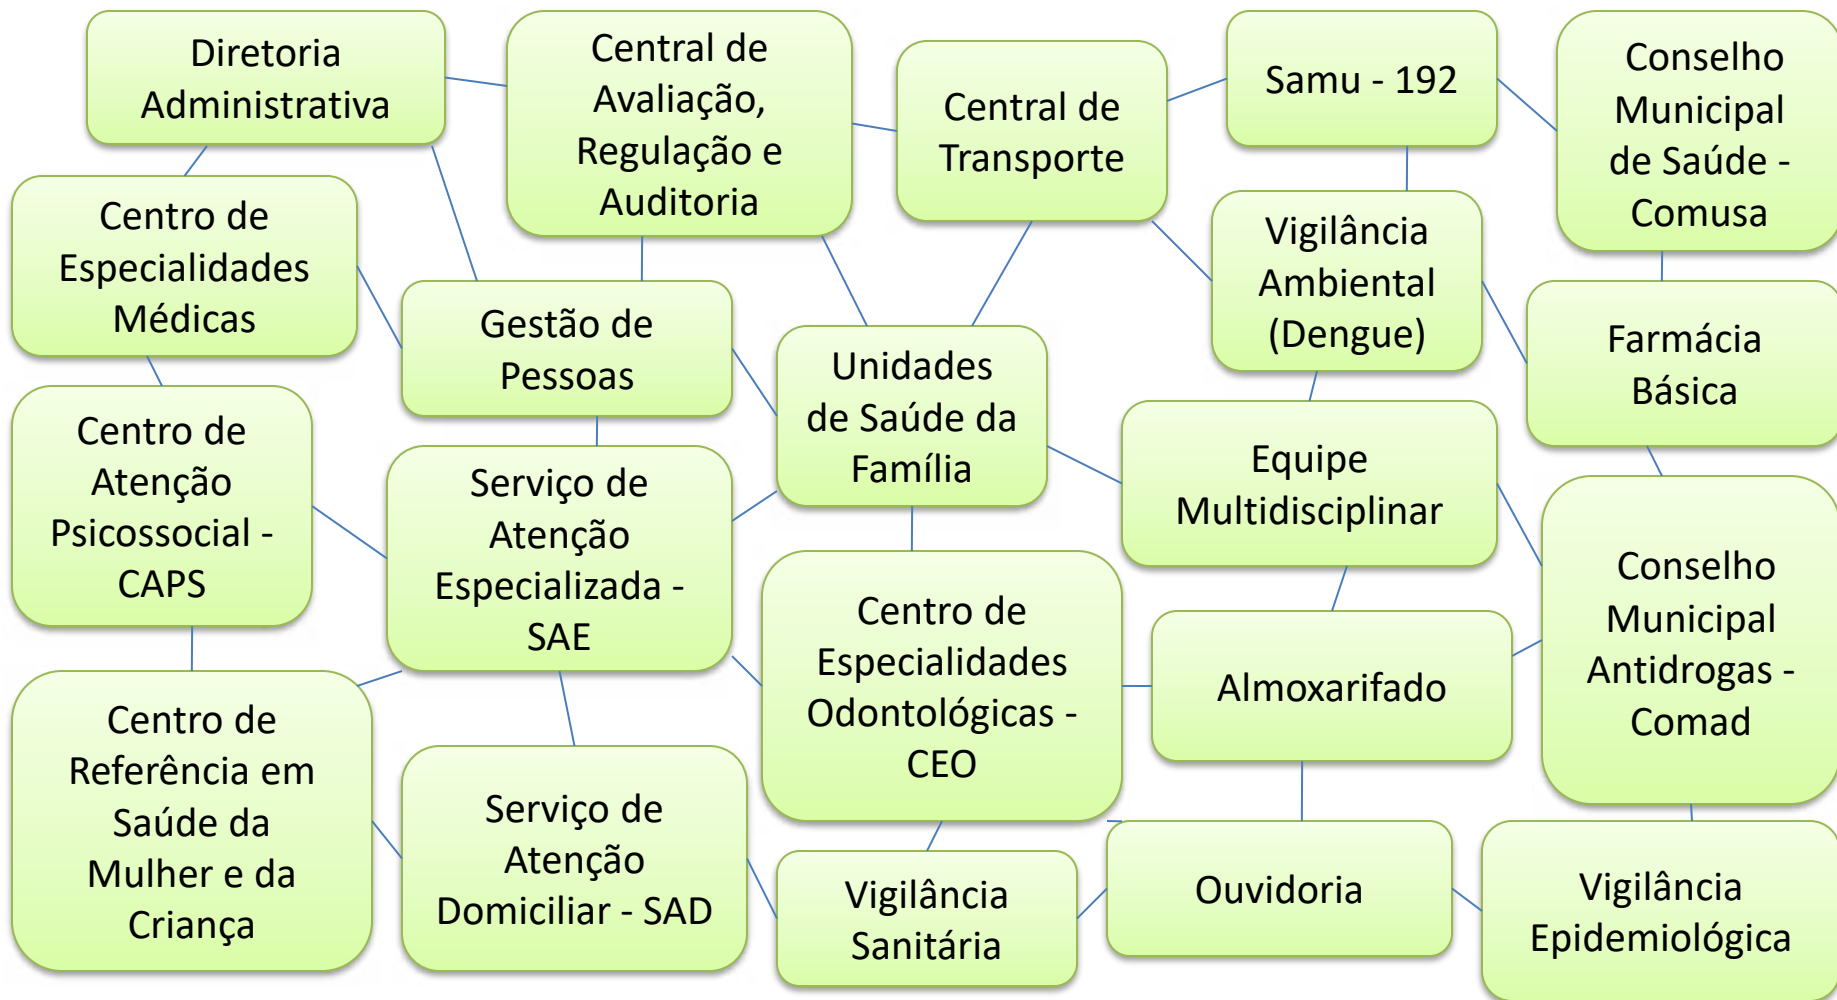 Diretoria
Administrativa
Central de
Avaliação,
Regulação e
Auditoria
Central de
Transporte
Samu - 192
Conselho
Municipal
de Saúde -
Comusa
Centro de
Especialidades
Médicas
Gestão de
Pessoas
Unidades
de Saúde da
Família
Vigilância
Ambiental
(Dengue)
Farmácia
Básica
Centro de
Atenção
Psicossocial -
CAPS
Serviço de
Atenção
Especializada -
SAE
Equipe
Multidisciplinar
Conselho
Municipal
Antidrogas -
Comad
Centro de
Especialidades
Odontológicas -
CEO
Almoxarifado
Centro de
Referência em
Saúde da
Mulher e da
Criança
Serviço de
Atenção
Domiciliar - SAD
Vigilância
Sanitária
Ouvidoria
Vigilância
Epidemiológica